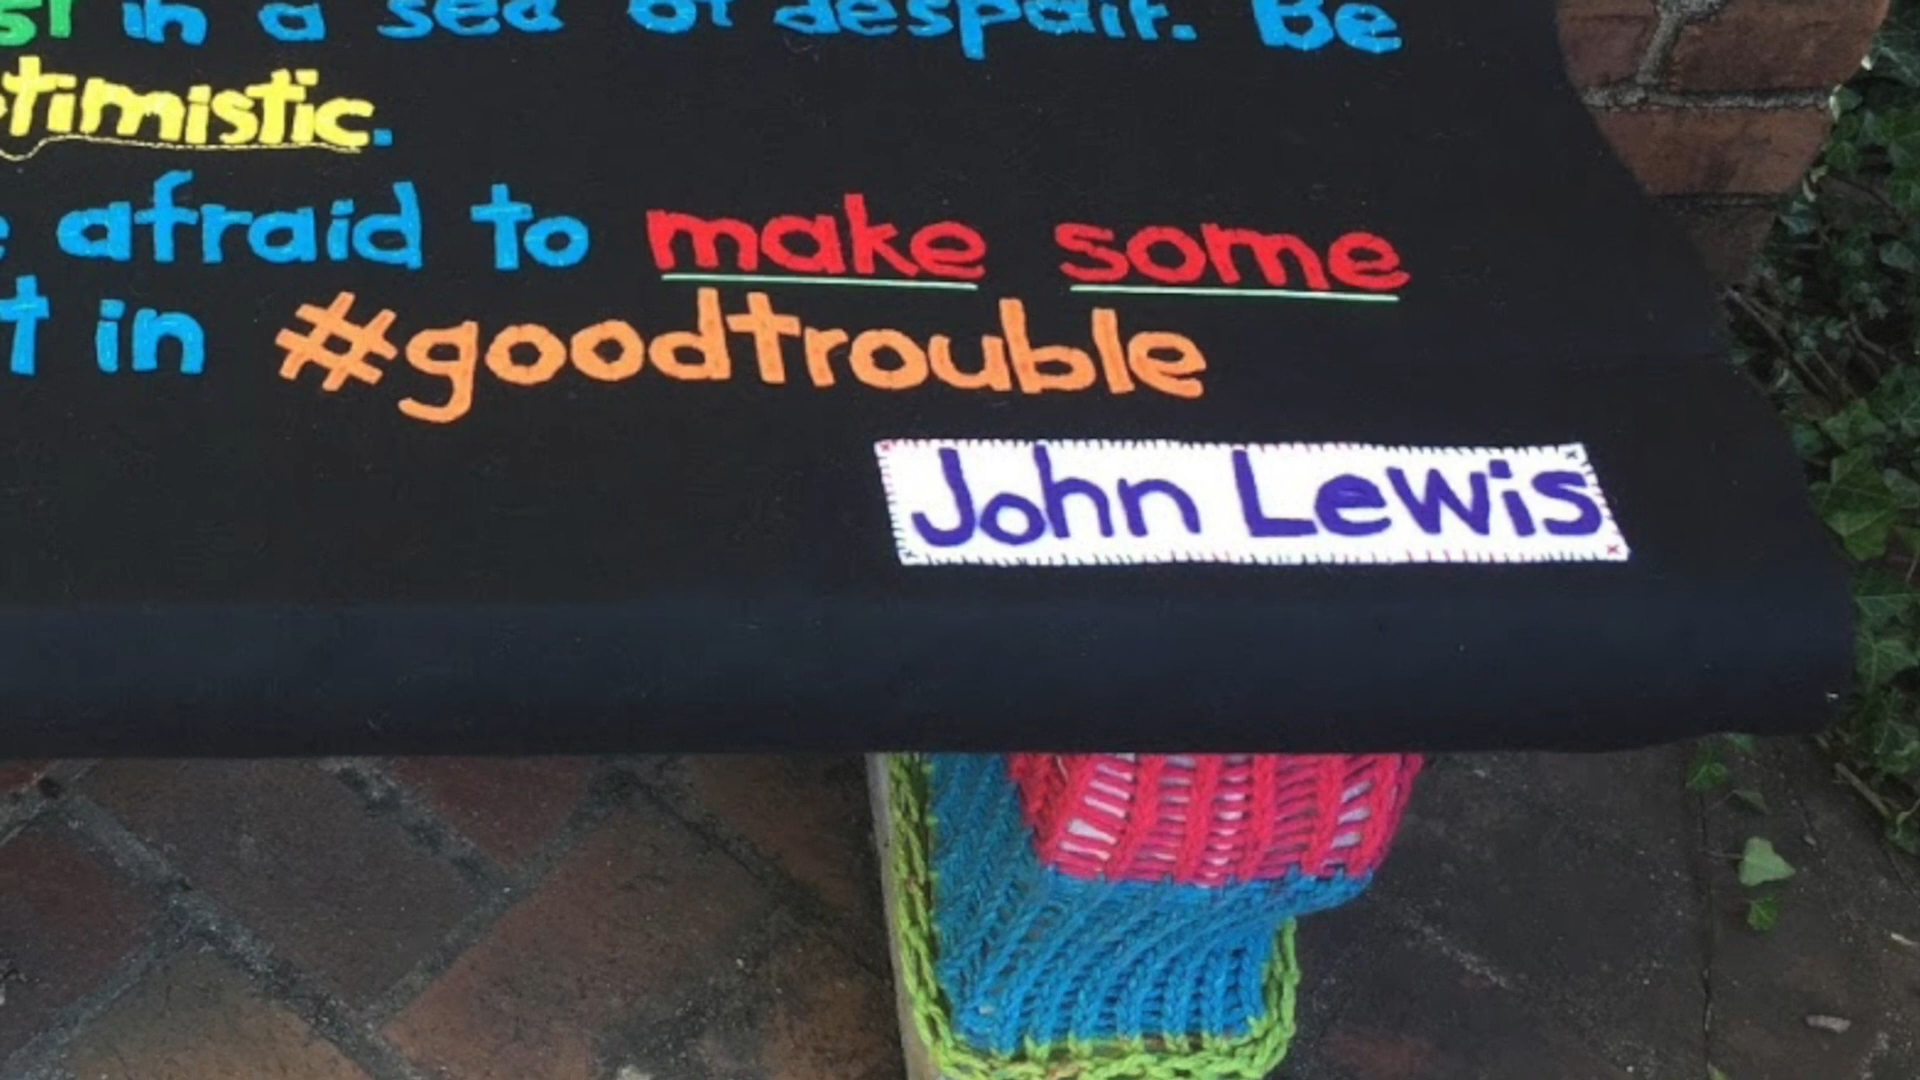 in a sea of despair. Be
timistic.
afraid to make some
in #goodtrouble
John Lewis